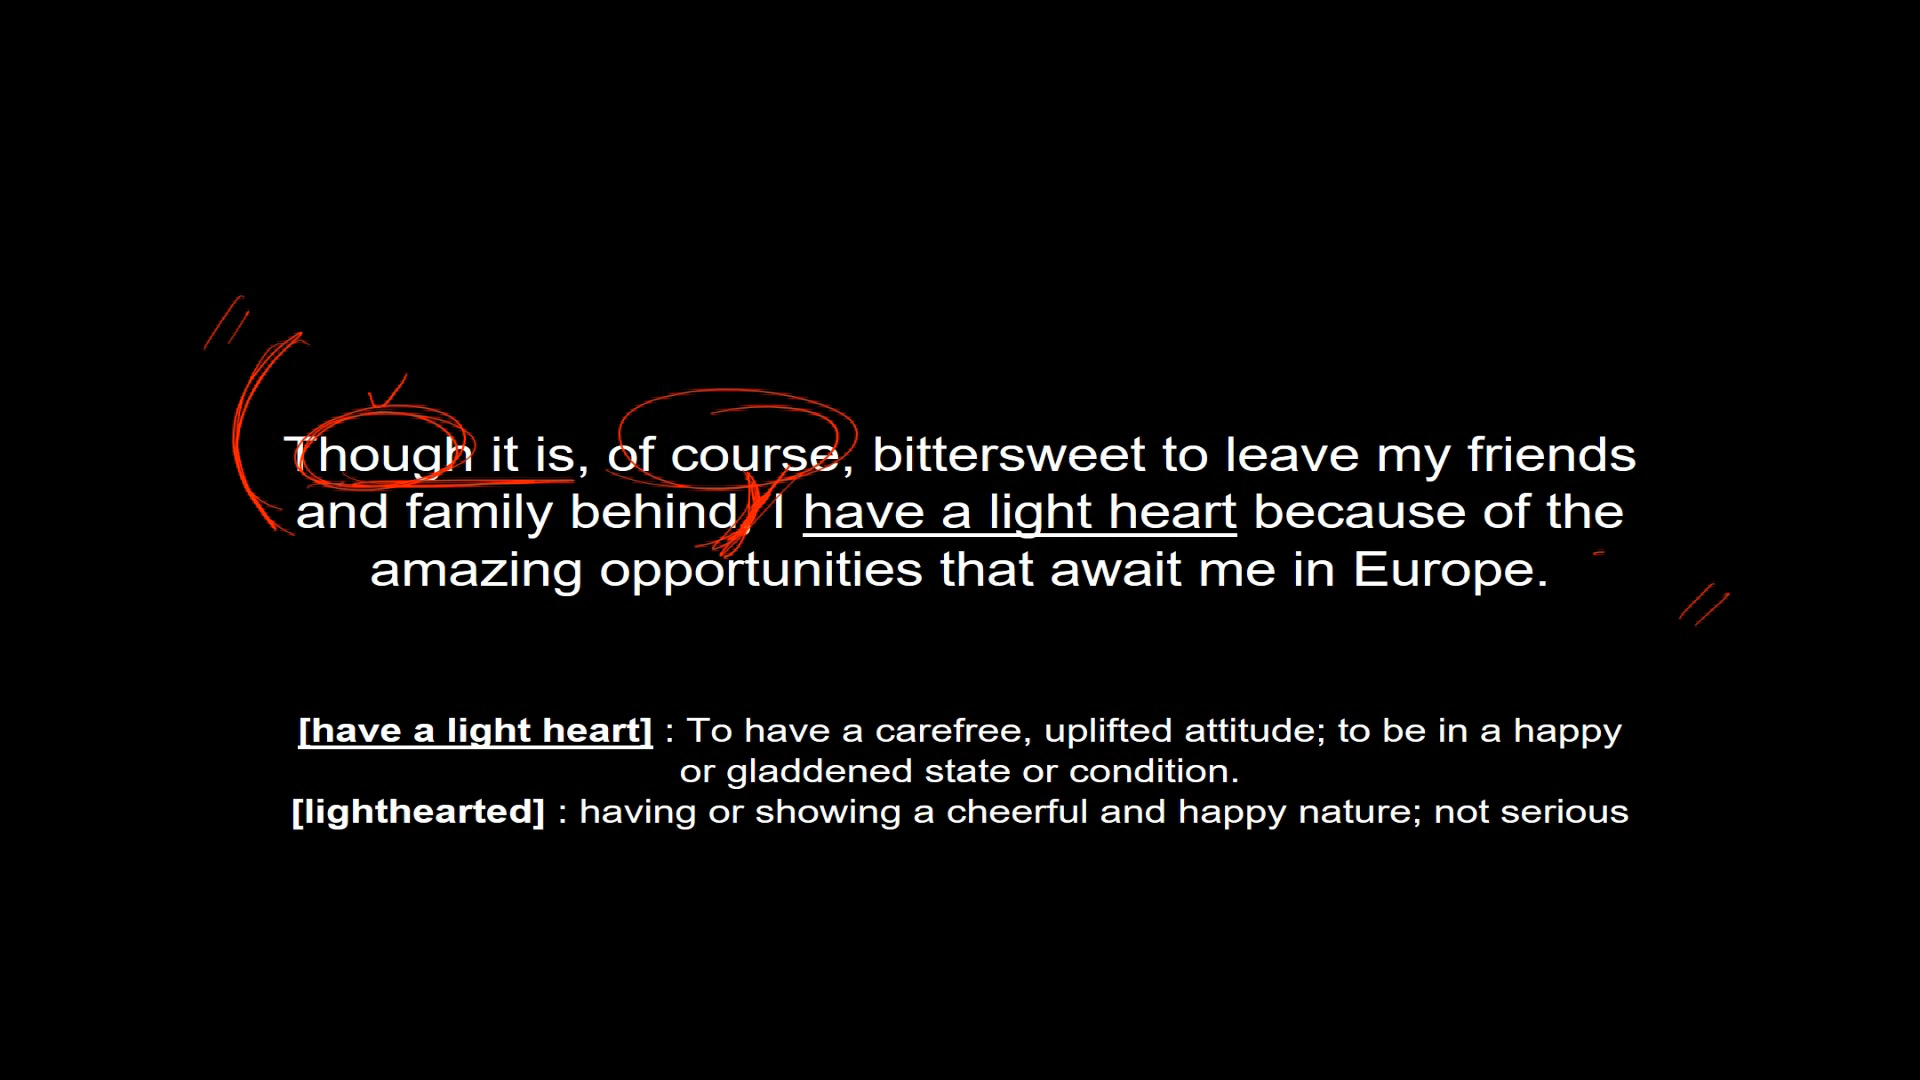 Though it is, of course, bittersweet to leave my friends
and family behind, I have a light heart because of the
amazing opportunities that await me in Europe.
[have a light heart] : To have a carefree, uplifted attitude; to be in a happy
or gladdened state or condition.
[lighthearted] : having or showing a cheerful and happy nature; not serious